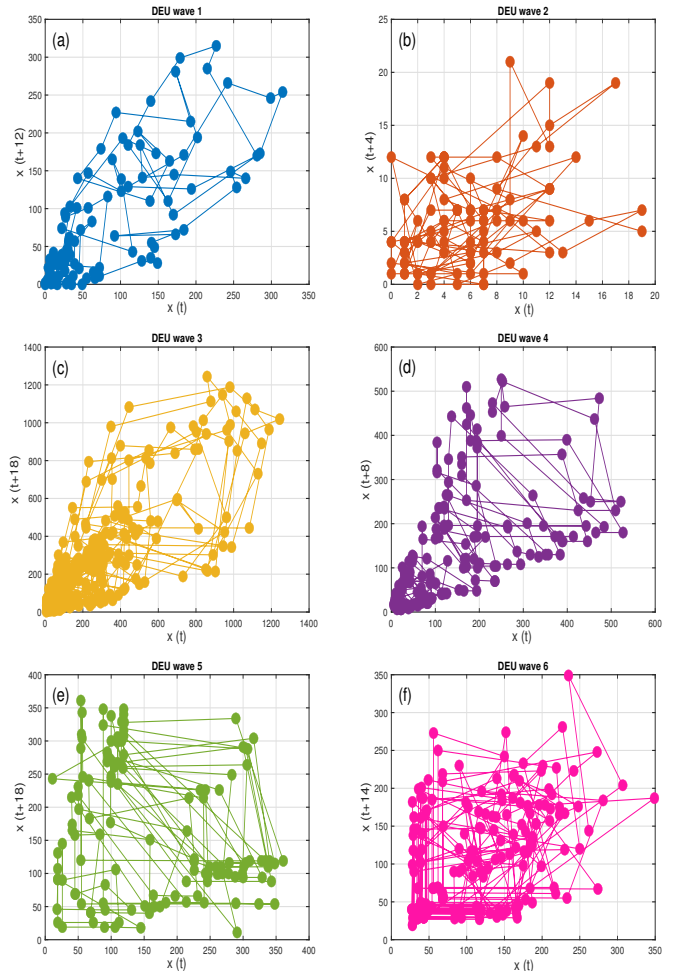 DEU wave 1
(a)
x (t+12)
350
300
250
200
150
100
50
0
0 50 100 150 200 250 300 350
x (t)
DEU wave 2
(b)
x (t+4)
25
20
15
10
5
0
0 2 4 6 8 10 12 14 16 18 20
x (t)
DEU wave 3
(c)
x (t+18)
1400
1200
1000
800
600
400
200
0
0 200 400 600 800 1000 1200 1400
x (t)
DEU wave 4
(d)
x (t+8)
600
500
400
300
200
100
0
0 100 200 300 400 500 600
x (t)
DEU wave 5
(e)
x (t+18)
400
350
300
250
200
150
100
50
0
0 50 100 150 200 250 300 350 400
x (t)
DEU wave 6
(f)
x (t+14)
350
300
250
200
150
100
50
0
0 50 100 150 200 250 300 350
x (t)